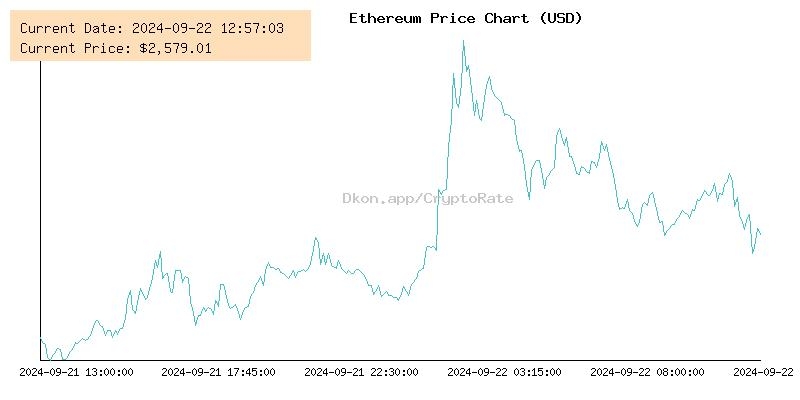 Ethereum Price Chart (USD)
Current Date: 2024-09-22 12:57:03
Current Price: $2,579.01
Dkon.app/CryptoRate
2024-09-21 13:00:00 2024-09-21 17:45:00 2024-09-21 22:30:00 2024-09-22 03:15:00 2024-09-22 08:00:00 2024-09-22